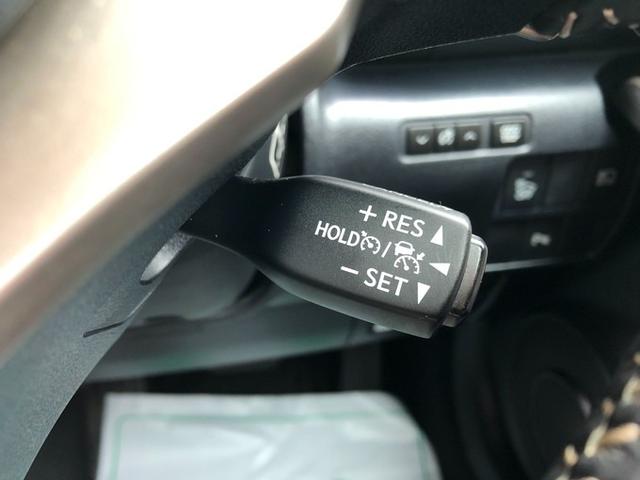 + RES
HOLD /
− SET